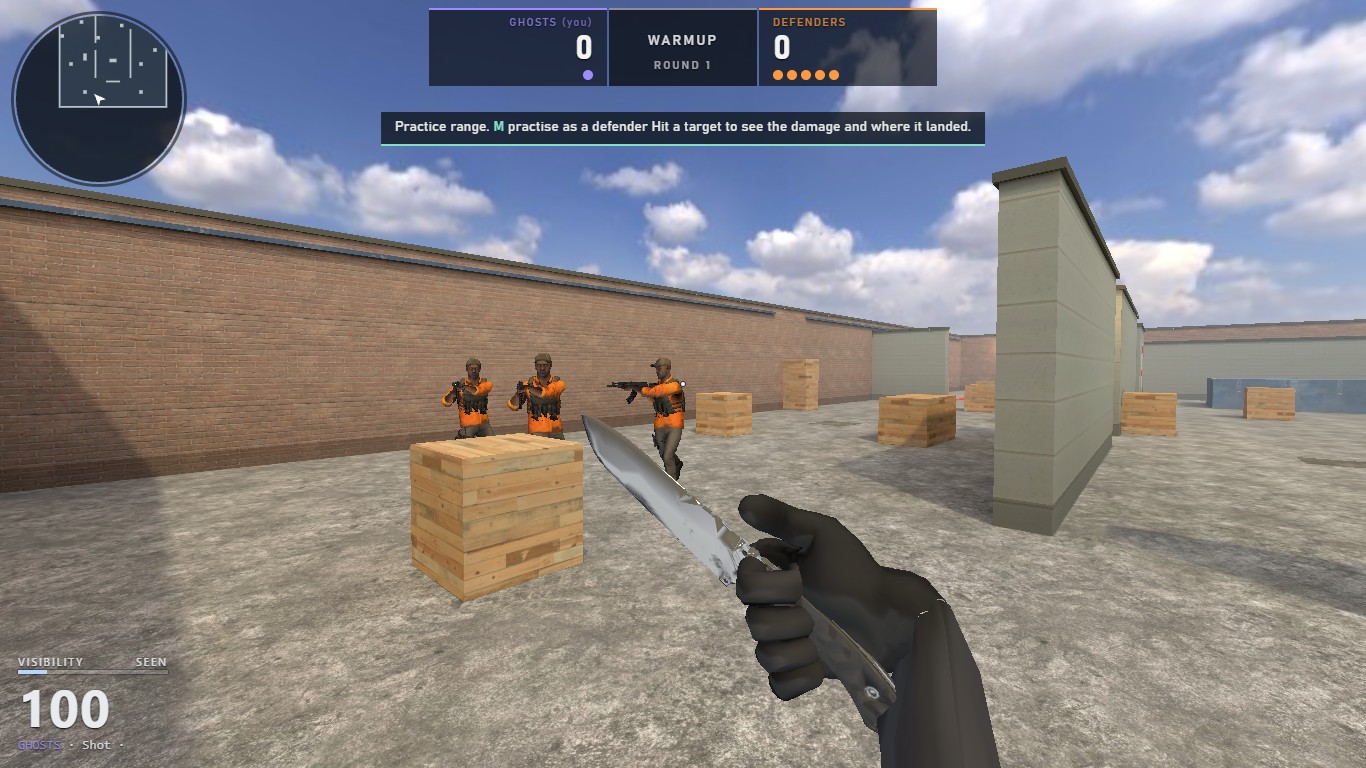 GHOSTS (you)
0
WARMUP
ROUND 1
DEFENDERS
0
Practice range. M practise as a defender Hit a target to see the damage and where it landed.
VISIBILITY SEEN
100
GHOSTS · Shot ·